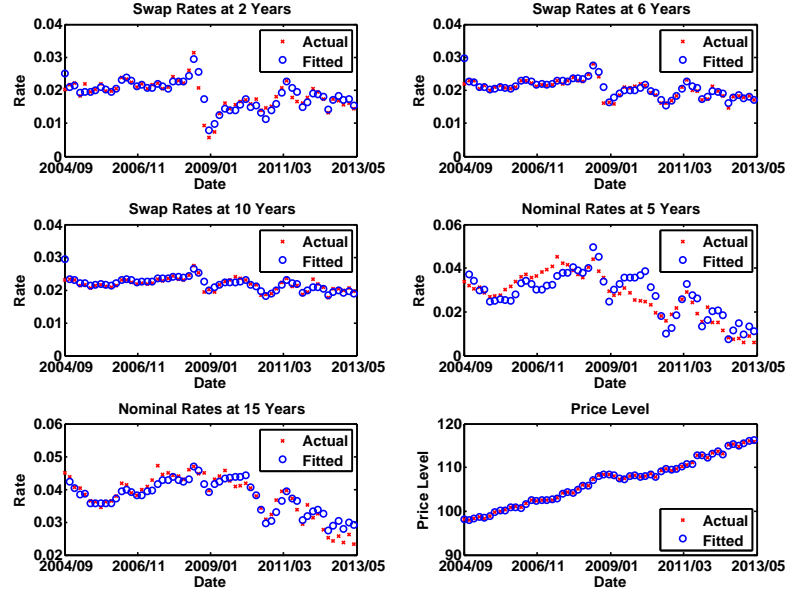 Swap Rates at 2 Years
0.04
0.03
0.02
0.01
0
Rate
2004/09 2006/11 2009/01 2011/03 2013/05
Date
Actual
Fitted
Swap Rates at 6 Years
0.04
0.03
0.02
0.01
0
Rate
2004/09 2006/11 2009/01 2011/03 2013/05
Date
Actual
Fitted
Swap Rates at 10 Years
0.04
0.03
0.02
0.01
0
Rate
2004/09 2006/11 2009/01 2011/03 2013/05
Date
Actual
Fitted
Nominal Rates at 5 Years
0.06
0.04
0.02
0
Rate
2004/09 2006/11 2009/01 2011/03 2013/05
Date
Actual
Fitted
Nominal Rates at 15 Years
0.06
0.05
0.04
0.03
0.02
Rate
2004/09 2006/11 2009/01 2011/03 2013/05
Date
Actual
Fitted
Price Level
120
110
100
90
Price Level
2004/09 2006/11 2009/01 2011/03 2013/05
Date
Actual
Fitted